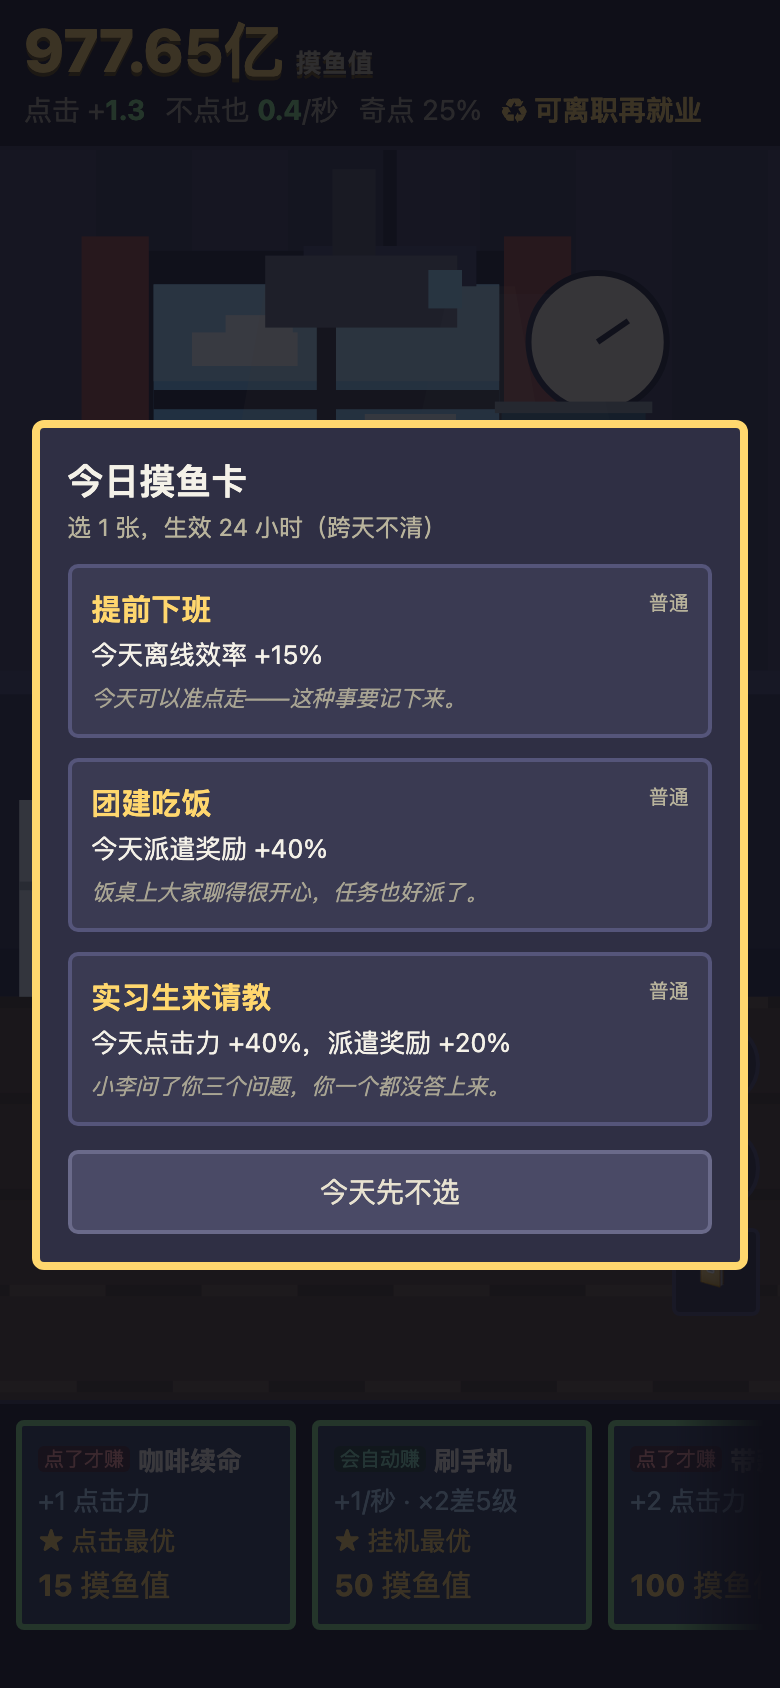 977.65亿 摸鱼值
点击 +1.3 不点也 0.4/秒 奇点 25% ♻ 可离职再就业
今日摸鱼卡
选 1 张，生效 24 小时（跨天不清）
提前下班 普通
今天离线效率 +15%
今天可以准点走——这种事要记下来。
团建吃饭 普通
今天派遣奖励 +40%
饭桌上大家聊得很开心，任务也好派了。
实习生来请教 普通
今天点击力 +40%，派遣奖励 +20%
小李问了你三个问题，你一个都没答上来。
今天先不选
点了才赚 咖啡续命
+1 点击力
★ 点击最优
15 摸鱼值
会自动赚 刷手机
+1/秒 · ×2差5级
★ 挂机最优
50 摸鱼值
点了才赚 带
+2 点击力
100 摸鱼